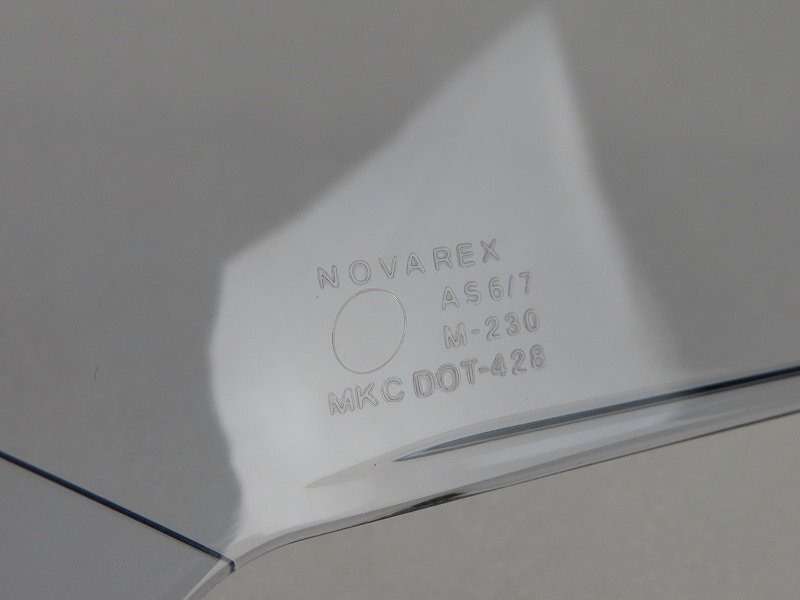 NOVAREX
AS6/7
M-230
MKC DOT-428